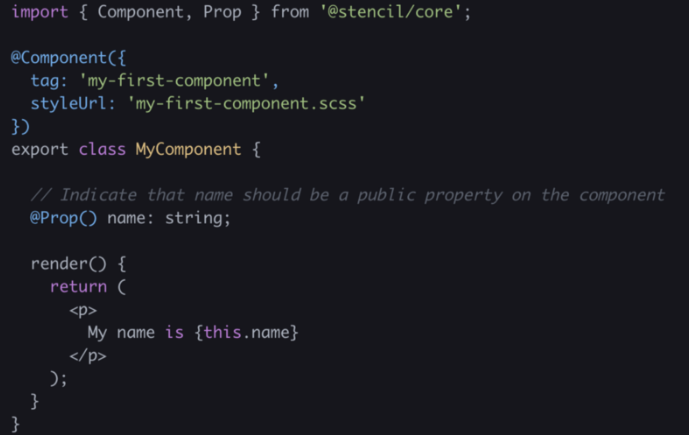 import { Component, Prop } from '@stencil/core';
@Component({
  tag: 'my-first-component',
  styleUrl: 'my-first-component.scss'
})
export class MyComponent {
  // Indicate that name should be a public property on the component
  @Prop() name: string;
  render() {
    return (
      <p>
        My name is {this.name}
      </p>
    );
  }
}